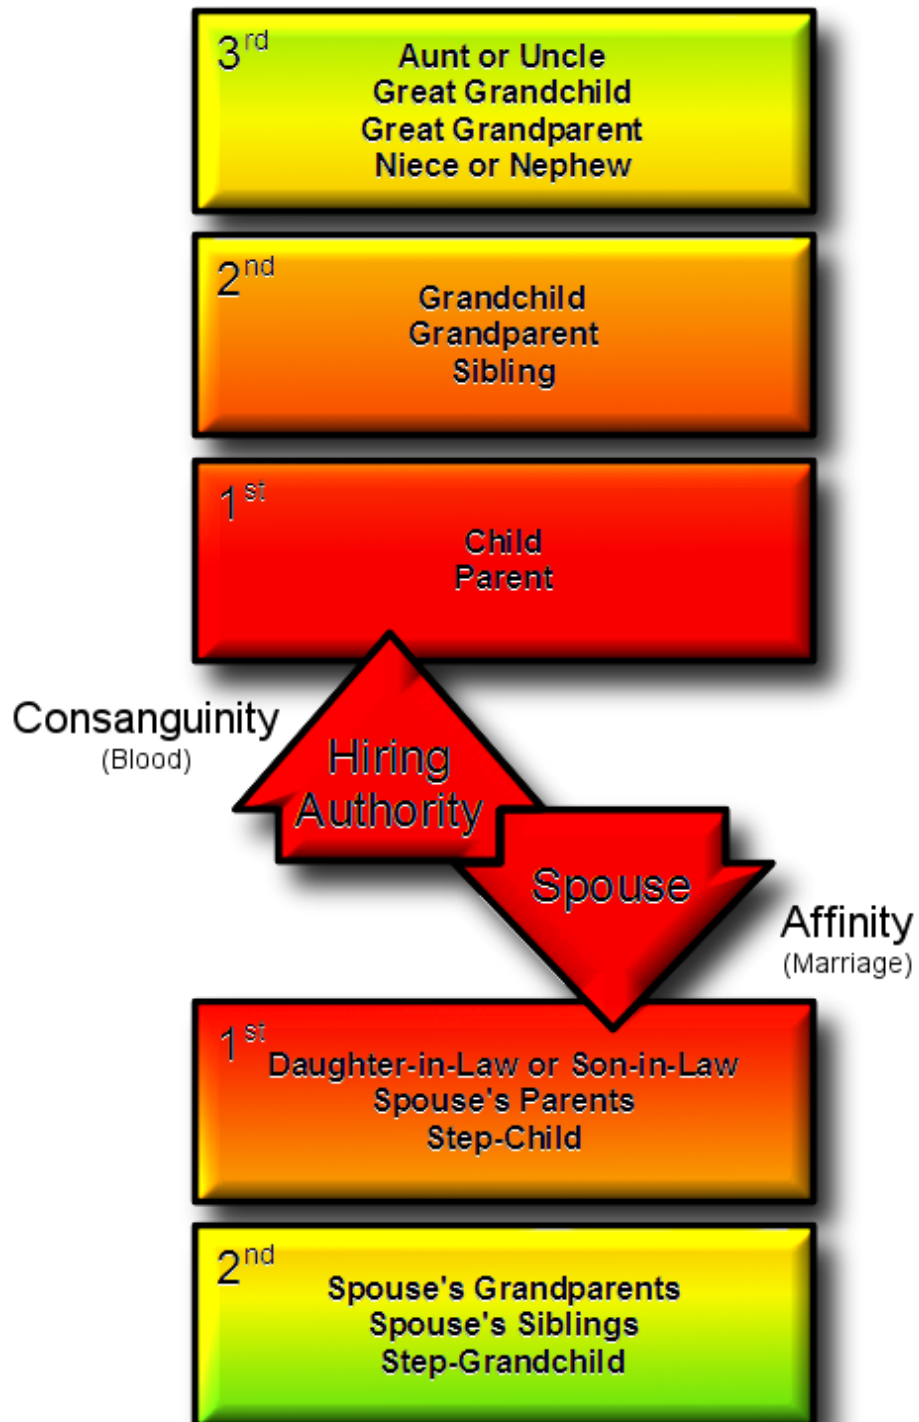 3rd
Aunt or Uncle
Great Grandchild
Great Grandparent
Niece or Nephew
2nd
Grandchild
Grandparent
Sibling
1st
Child
Parent
Consanguinity
(Blood)
Hiring
Authority
Spouse
Affinity
(Marriage)
1st
Daughter-in-Law or Son-in-Law
Spouse's Parents
Step-Child
2nd
Spouse's Grandparents
Spouse's Siblings
Step-Grandchild